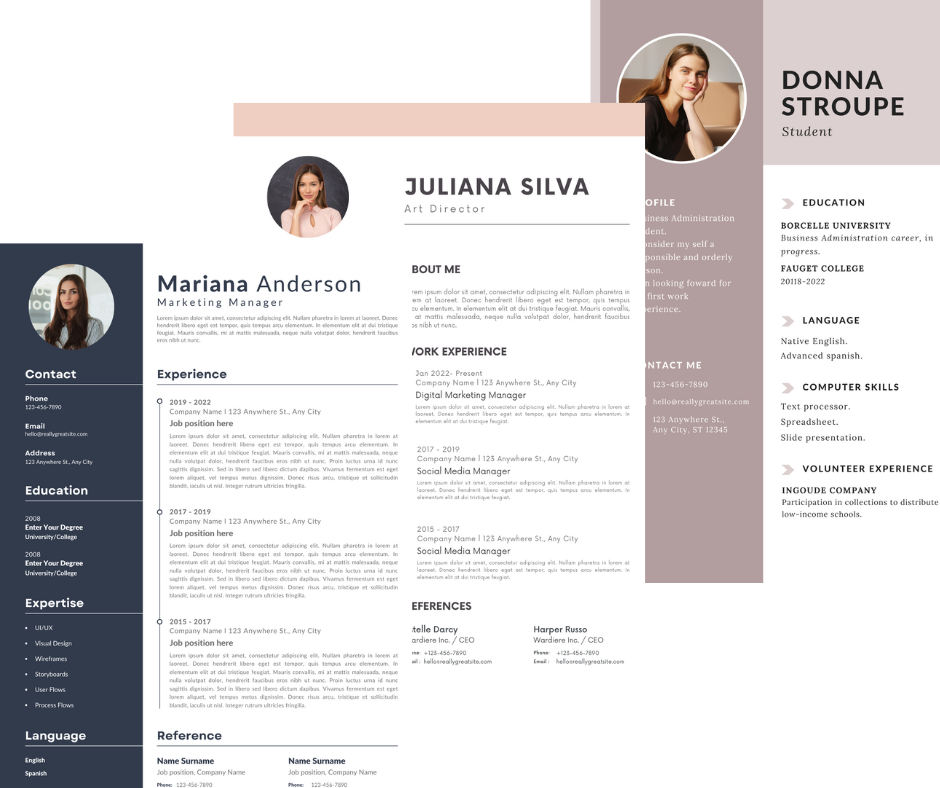 DONNA
STROUPE
Student
OFILE
iness Administration
dent.
nsider my self a
ponsible and orderly
son.
n looking foward for
first work
erience.
NTACT ME
123-456-7890
hello@reallygreatsite.com
123 Anywhere St.,
Any City, ST 12345
EDUCATION
BORCELLE UNIVERSITY
Business Administration career, in
progress.
FAUGET COLLEGE
20118-2022
LANGUAGE
Native English.
Advanced spanish.
COMPUTER SKILLS
Text processor.
Spreadsheet.
Slide presentation.
VOLUNTEER EXPERIENCE
INGOUDE COMPANY
Participation in collections to distribute
low-income schools.
JULIANA SILVA
Art Director
BOUT ME
rem ipsum dolor sit amet, consectetur adipiscing elit. Nullam pharetra in
em at laoreet. Donec hendrerit libero eget est tempor, quis tempus
cu elementum. In elementum elit at dui tristique feugiat. Mauris convallis,
at mattis malesuada, neque nulla volutpat dolor, hendrerit faucibus
os nibh ut nunc.
ORK EXPERIENCE
Jan 2022- Present
Company Name l 123 Anywhere St., Any City
Digital Marketing Manager
Lorem ipsum dolor sit amet, consectetur adipiscing elit. Nullam pharetra in lorem at
laoreet. Donec hendrerit libero eget est tempor, quis tempus arcu elementum. In
elementum elit at dui tristique feugiat.
2017 - 2019
Company Name l 123 Anywhere St., Any City
Social Media Manager
Lorem ipsum dolor sit amet, consectetur adipiscing elit. Nullam pharetra in lorem at
laoreet. Donec hendrerit libero eget est tempor, quis tempus arcu elementum. In
elementum elit at dui tristique feugiat.
2015 - 2017
Company Name l 123 Anywhere St., Any City
Social Media Manager
Lorem ipsum dolor sit amet, consectetur adipiscing elit. Nullam pharetra in lorem at
laoreet. Donec hendrerit libero eget est tempor, quis tempus arcu elementum. In
elementum elit at dui tristique feugiat.
EFERENCES
telle Darcy
ardiere Inc. / CEO
ne: +123-456-7890
ail : hello@reallygreatsite.com
Harper Russo
Wardiere Inc. / CEO
Phone: +123-456-7890
Email : hello@reallygreatsite.com
Mariana Anderson
Marketing Manager
Lorem ipsum dolor sit amet, consectetur adipiscing elit. Nullam pharetra in lorem at laoreet. Donec
hendrerit libero eget est tempor, quis tempus arcu elementum. In elementum elit at dui tristique
feugiat. Mauris convallis, mi at mattis malesuada, neque nulla volutpat dolor, hendrerit faucibus
eros nibh ut nunc.
Contact
Phone
123-456-7890
Email
hello@reallygreatsite.com
Address
123 Anywhere St., Any City
Education
2008
Enter Your Degree
University/College
2008
Enter Your Degree
University/College
Expertise
• UI/UX
• Visual Design
• Wireframes
• Storyboards
• User Flows
• Process Flows
Language
English
Spanish
Experience
2019 - 2022
Company Name l 123 Anywhere St., Any City
Job position here
Lorem ipsum dolor sit amet, consectetur adipiscing elit. Nullam pharetra in lorem at
laoreet. Donec hendrerit libero eget est tempor, quis tempus arcu elementum. In
elementum elit at dui tristique feugiat. Mauris convallis, mi at mattis malesuada, neque
nulla volutpat dolor, hendrerit faucibus eros nibh ut nunc. Proin luctus urna id nunc
sagittis dignissim. Sed id libero sed dictum dapibus. Vivamus fermentum est eget lorem
aliquet, vel tempus metus dignissim. Donec risus arcu, tristique et sollicitudin
blandit, iaculis ut nisl. Integer rutrum ultricies fringilla.
2017 - 2019
Company Name l 123 Anywhere St., Any City
Job position here
Lorem ipsum dolor sit amet, consectetur adipiscing elit. Nullam pharetra in lorem at
laoreet. Donec hendrerit libero eget est tempor, quis tempus arcu elementum. In
elementum elit at dui tristique feugiat. Mauris convallis, mi at mattis malesuada, neque
nulla volutpat dolor, hendrerit faucibus eros nibh ut nunc. Proin luctus urna id nunc
sagittis dignissim. Sed id libero sed dictum dapibus. Vivamus fermentum est eget lorem
aliquet, vel tempus metus dignissim. Donec risus arcu, tristique et sollicitudin
blandit, iaculis ut nisl. Integer rutrum ultricies fringilla.
2015 - 2017
Company Name l 123 Anywhere St., Any City
Job position here
Lorem ipsum dolor sit amet, consectetur adipiscing elit. Nullam pharetra in lorem at
laoreet. Donec hendrerit libero eget est tempor, quis tempus arcu elementum. In
elementum elit at dui tristique feugiat. Mauris convallis, mi at mattis malesuada, neque
nulla volutpat dolor, hendrerit faucibus eros nibh ut nunc. Proin luctus urna id nunc
sagittis dignissim. Sed id libero sed dictum dapibus. Vivamus fermentum est eget lorem
aliquet, vel tempus metus dignissim. Donec risus arcu, tristique et sollicitudin
blandit, iaculis ut nisl. Integer rutrum ultricies fringilla.
Reference
Name Surname
Job position, Company Name
Phone: 123-456-7890
Name Surname
Job position, Company Name
Phone: 123-456-7890